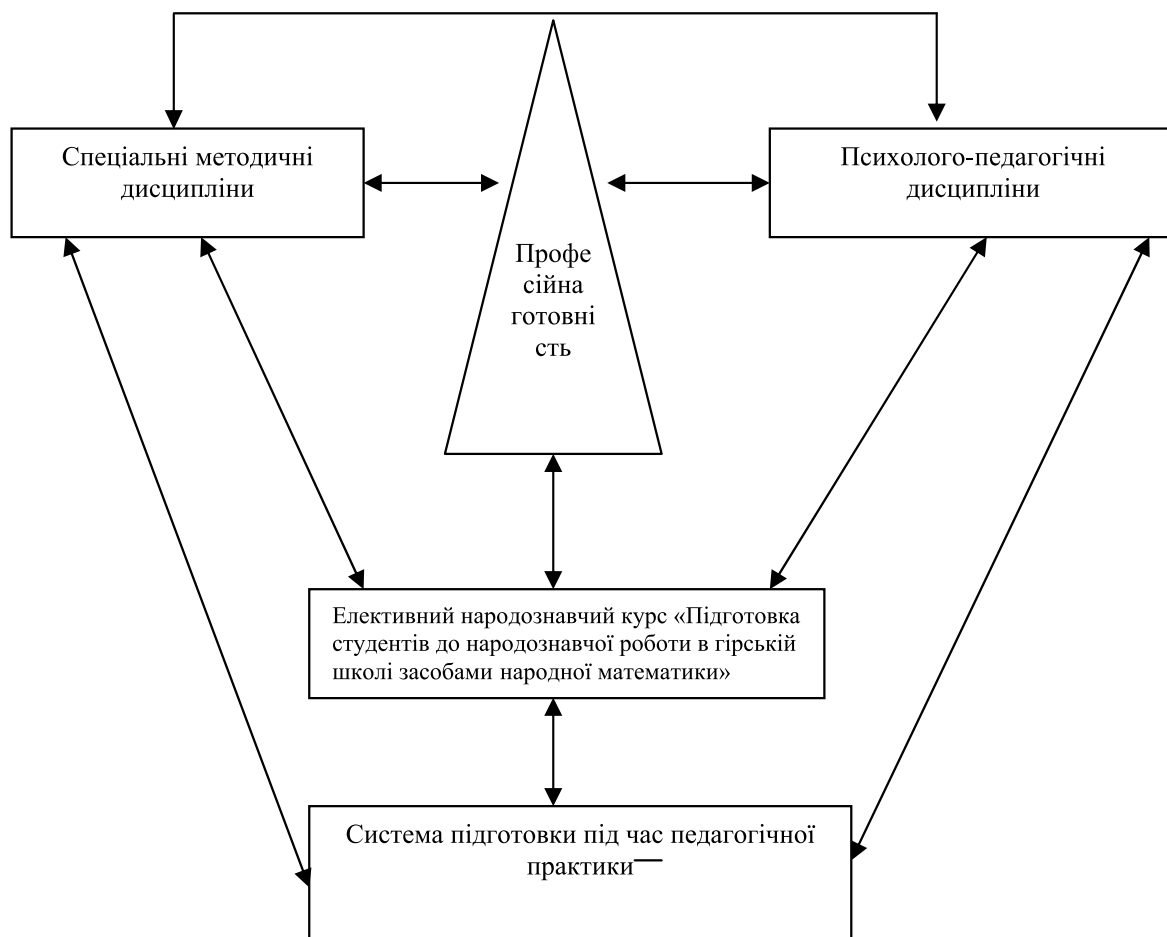 Спеціальні методичні
дисципліни
Психолого-педагогічні
дисципліни
Профе
сійна
готовні
сть
Елективний народознавчий курс «Підготовка
студентів до народознавчої роботи в гірській
школі засобами народної математики»
Система підготовки під час педагогічної
практики